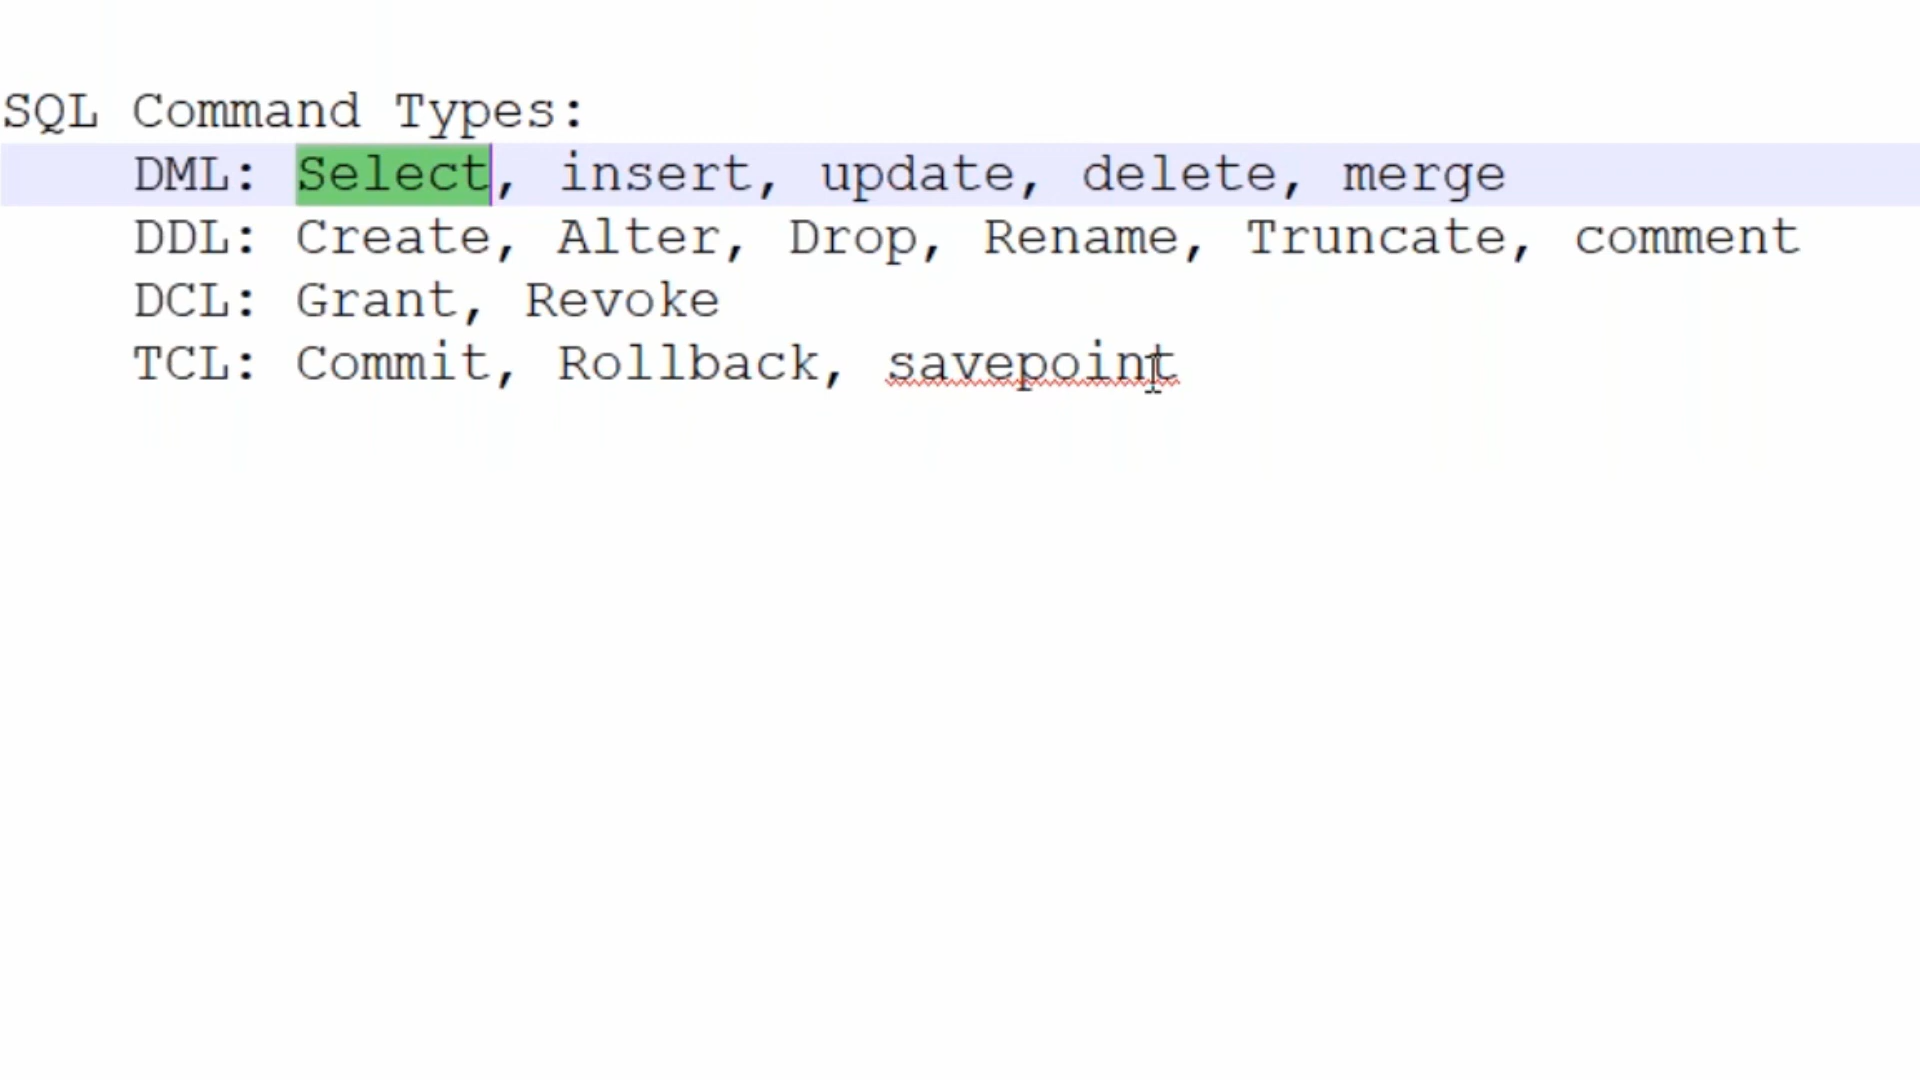 SQL Command Types:
DML: Select, insert, update, delete, merge
DDL: Create, Alter, Drop, Rename, Truncate, comment
DCL: Grant, Revoke
TCL: Commit, Rollback, savepoint